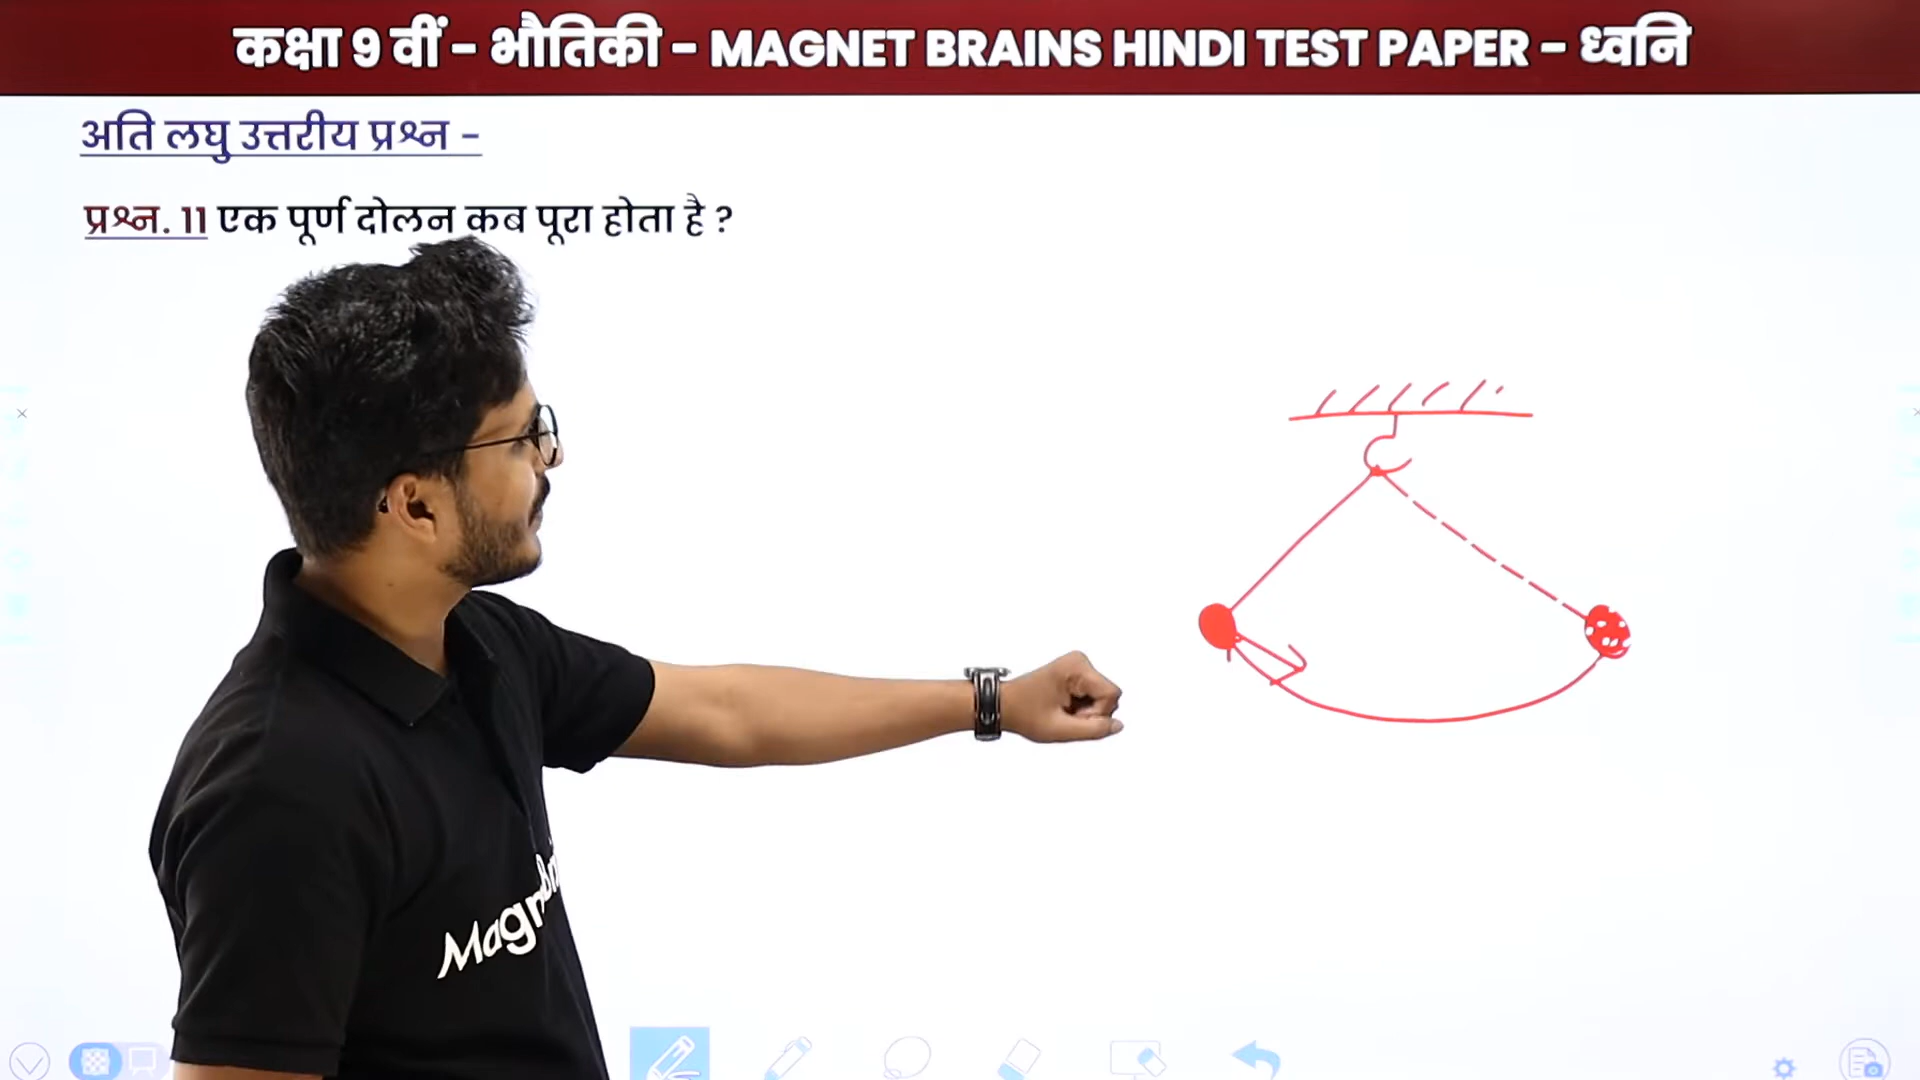 कक्षा 9 वीं - भौतिकी - MAGNET BRAINS HINDI TEST PAPER - ध्वनि
अति लघु उत्तरीय प्रश्न -
प्रश्न. 11 एक पूर्ण दोलन कब पूरा होता है ?